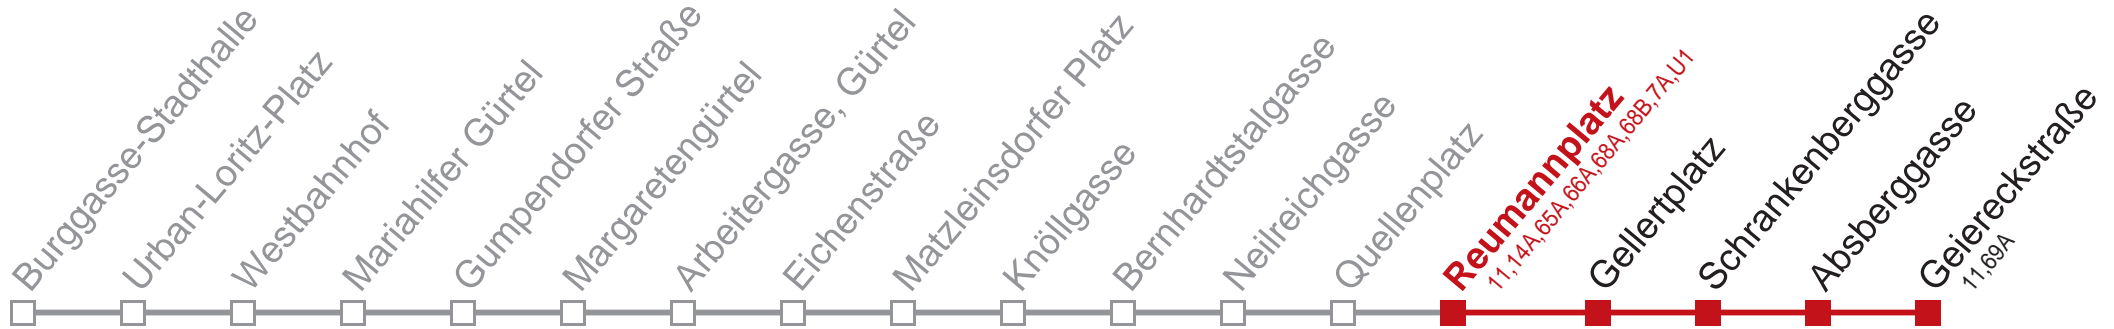 Burggasse-Stadthalle
Urban-Loritz-Platz
Westbahnhof
Mariahilfer Gürtel
Gumpendorfer Straße
Margaretengürtel
Arbeitergasse, Gürtel
Eichenstraße
Matzleinsdorfer Platz
Knöllgasse
Bernhardtstalgasse
Neilreichgasse
Quellenplatz
Reumannplatz
11,14A,65A,66A,68A,68B,7A,U1
Gellertplatz
Schrankenberggasse
Absberggasse
Geiereckstraße
11,69A